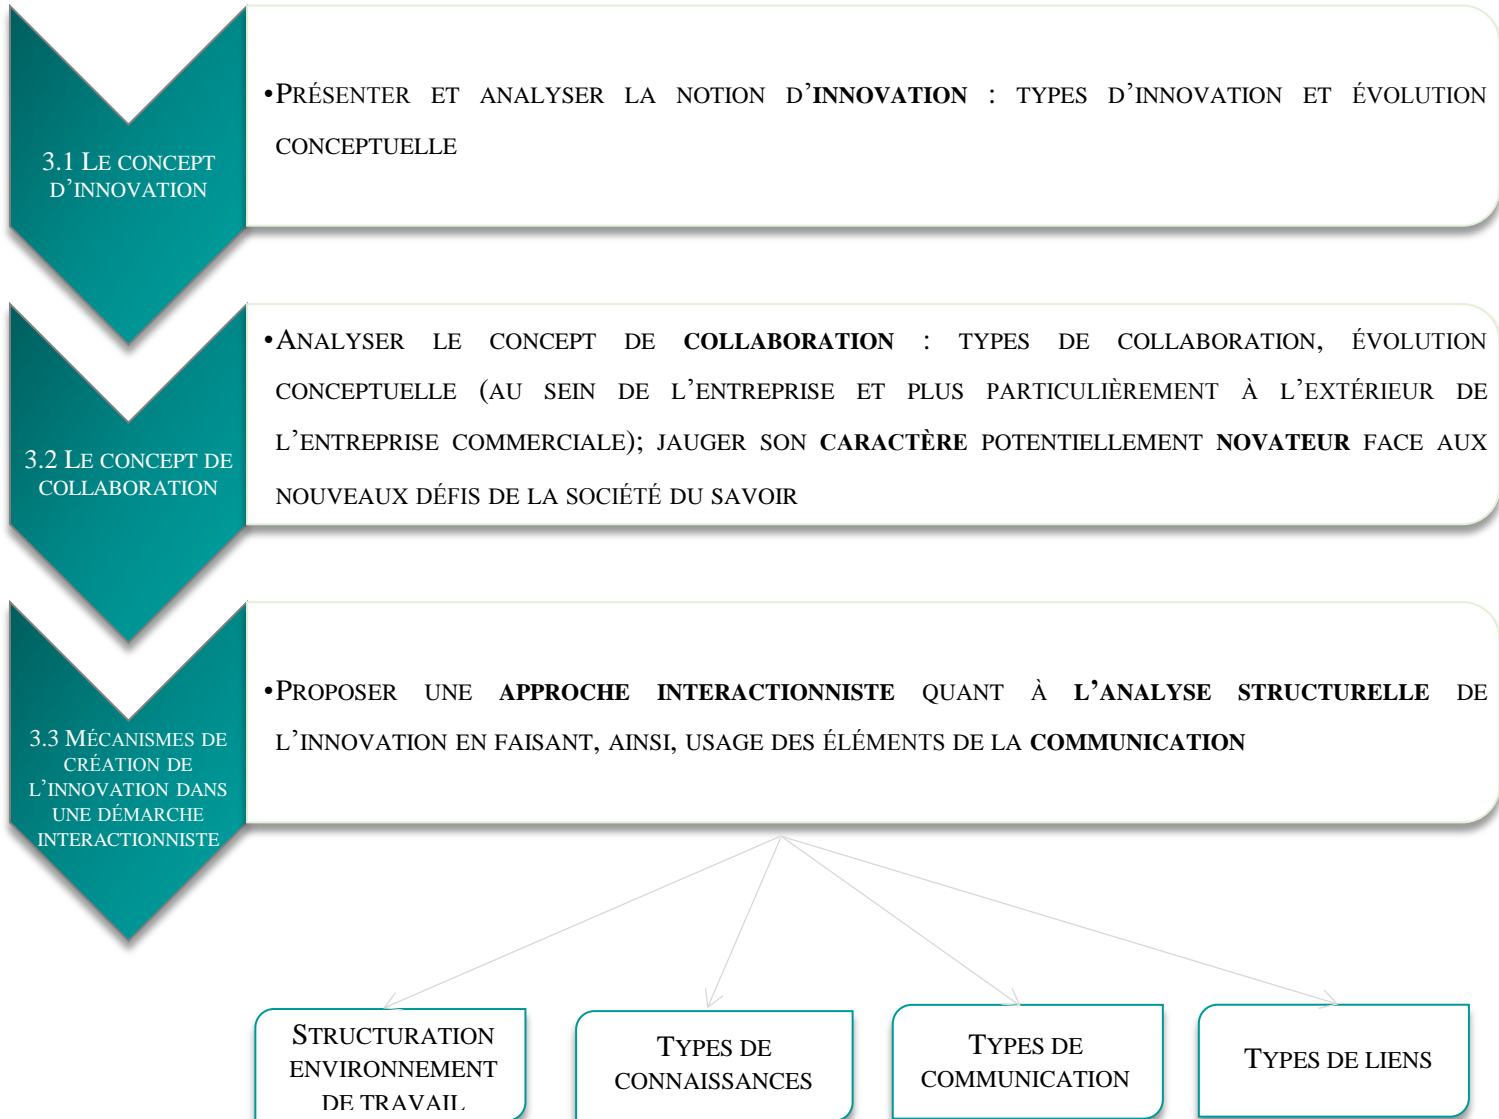 3.1 Le concept
d’innovation
•Présenter et analyser la notion d’innovation : types d’innovation et évolution
conceptuelle
3.2 Le concept de
collaboration
•Analyser le concept de collaboration : types de collaboration, évolution
conceptuelle (au sein de l’entreprise et plus particulièrement à l’extérieur de
l’entreprise commerciale); jauger son caractère potentiellement novateur face aux
nouveaux défis de la société du savoir
3.3 Mécanismes de
création de
l’innovation dans
une démarche
interactionniste
•Proposer une approche interactionniste quant à l’analyse structurelle de
l’innovation en faisant, ainsi, usage des éléments de la communication
Structuration
environnement
de travail
Types de
connaissances
Types de
communication
Types de liens